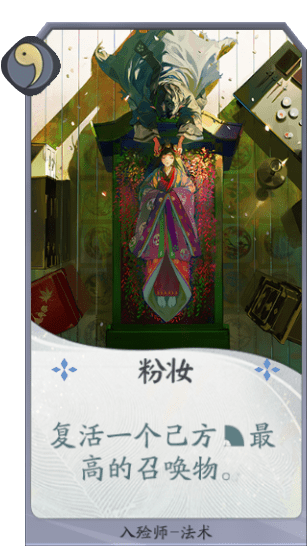 粉妆
复活一个己方最
高的召唤物。
入殓师-法术